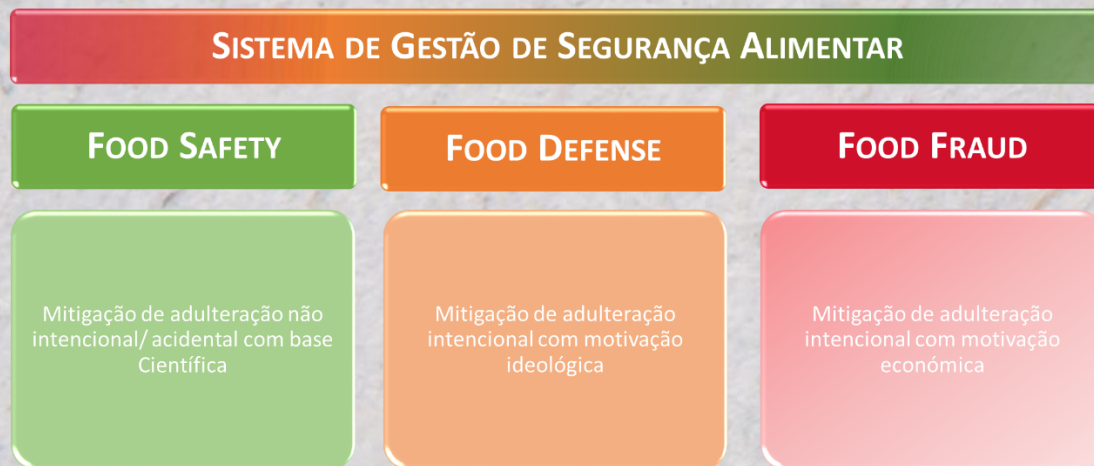 SISTEMA DE GESTÃO DE SEGURANÇA ALIMENTAR
FOOD SAFETY
FOOD DEFENSE
FOOD FRAUD
Mitigação de adulteração não
intencional/ acidental com base
Científica
Mitigação de adulteração
intencional com motivação
ideológica
Mitigação de adulteração
intencional com motivação
económica